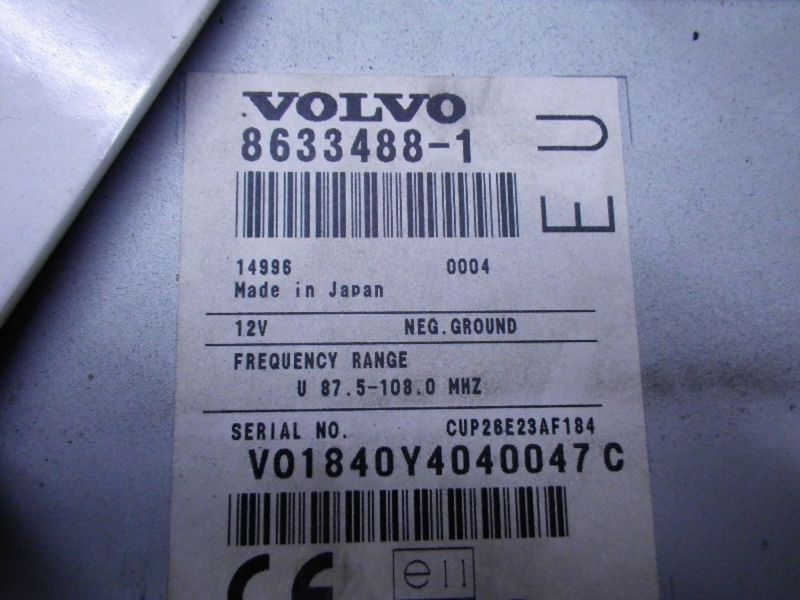 VOLVO
8633488-1
EU
14996 0004
Made in Japan
12V NEG.GROUND
FREQUENCY RANGE
U 87.5-108.0 MHZ
SERIAL NO. CUP26E23AF184
VO1840Y4040047 C
CE e11